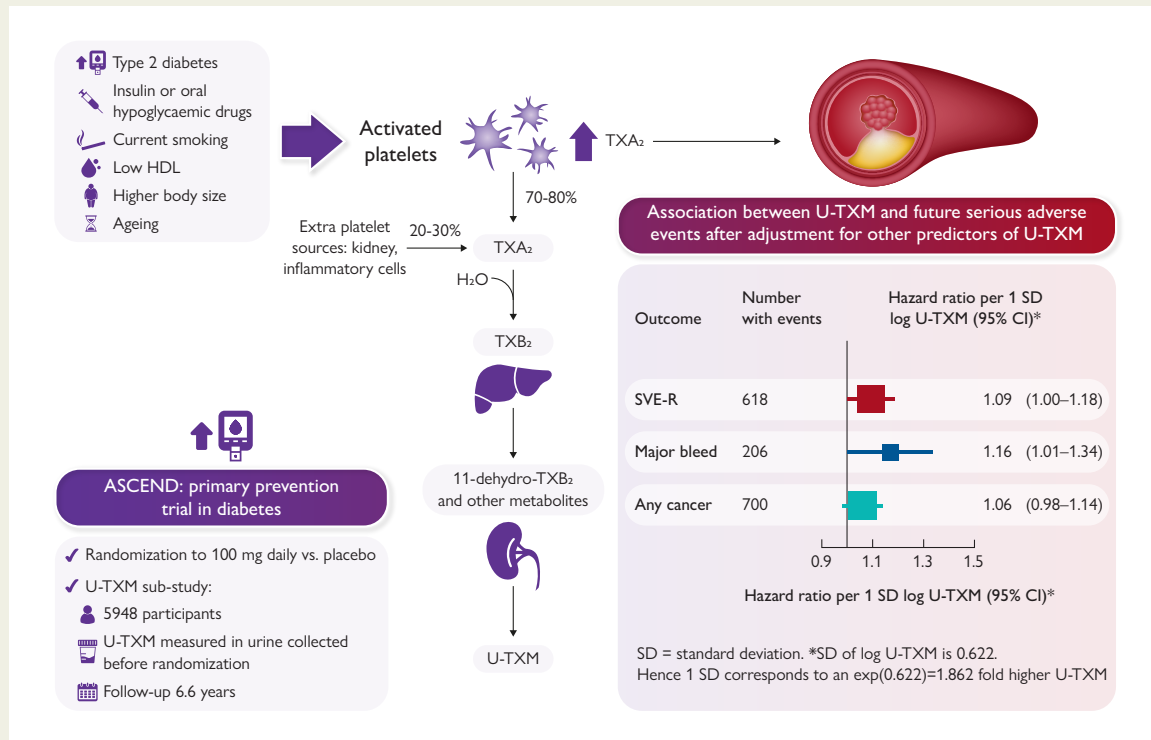 Type 2 diabetes
Insulin or oral
hypoglycaemic drugs
Current smoking
Low HDL
Higher body size
Ageing
Activated
platelets
TXA₂
70-80%
Extra platelet
sources: kidney,
inflammatory cells
20-30%
TXA₂
H₂O
TXB₂
11-dehydro-TXB₂
and other metabolites
U-TXM
ASCEND: primary prevention
trial in diabetes
✓ Randomization to 100 mg daily vs. placebo
✓ U-TXM sub-study:
5948 participants
U-TXM measured in urine collected
before randomization
Follow-up 6.6 years
Association between U-TXM and future serious adverse
events after adjustment for other predictors of U-TXM
Outcome Number with events Hazard ratio per 1 SD log U-TXM (95% CI)*
SVE-R 618 1.09 (1.00–1.18)
Major bleed 206 1.16 (1.01–1.34)
Any cancer 700 1.06 (0.98–1.14)
0.9 1.1 1.3 1.5
Hazard ratio per 1 SD log U-TXM (95% CI)*
SD = standard deviation. *SD of log U-TXM is 0.622.
Hence 1 SD corresponds to an exp(0.622)=1.862 fold higher U-TXM